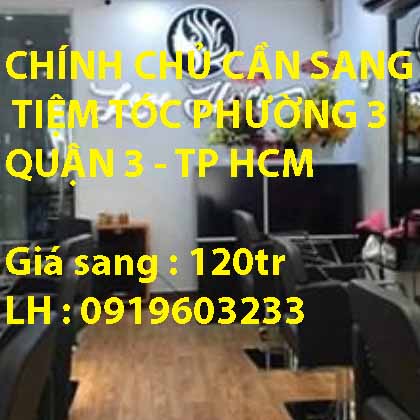 CHÍNH CHỦ CẦN SANG
TIỆM TÓC PHƯỜNG 3
QUẬN 3 - TP HCM
Giá sang : 120tr
LH : 0919603233